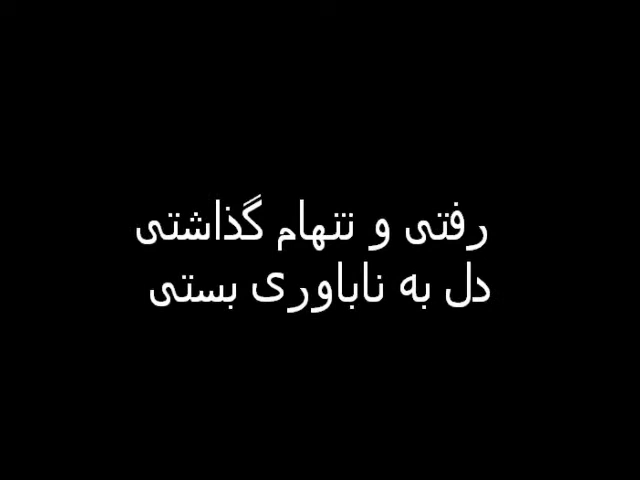 رفتی و تنهام گذاشتی
دل به ناباوری بستی